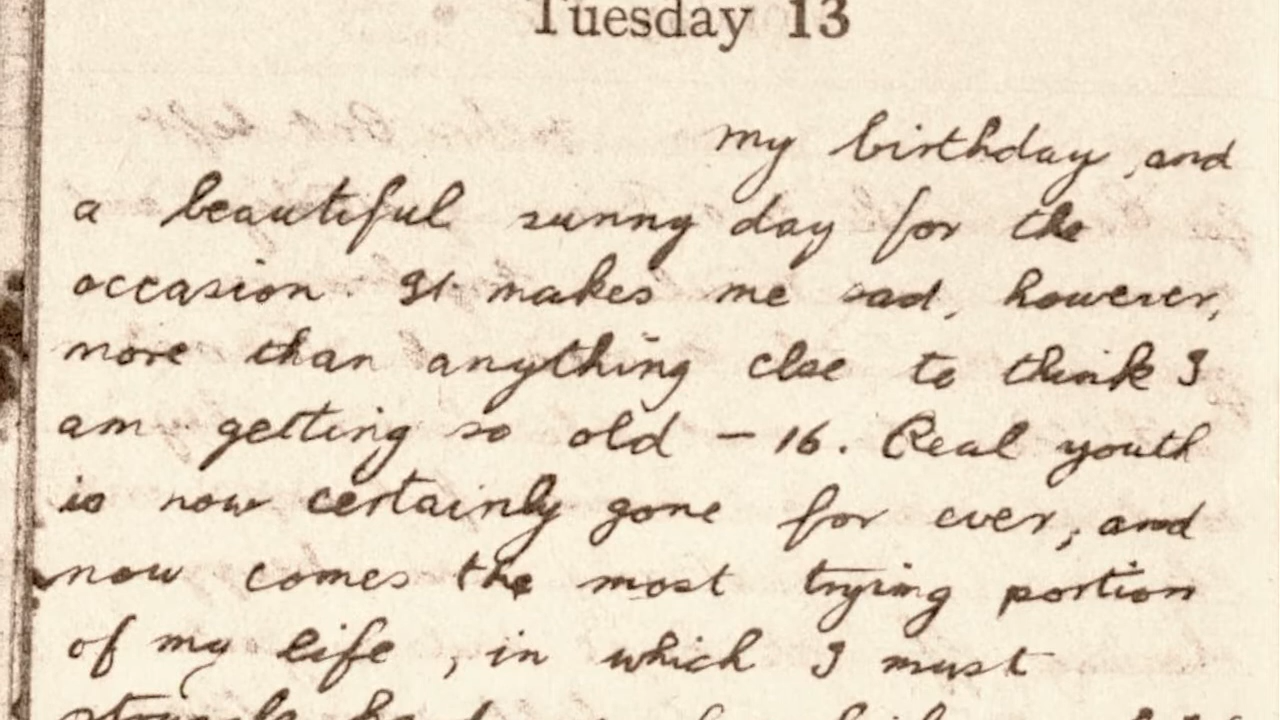 Tuesday 13
my birthday, and
a beautiful sunny day for the
occasion. It makes me sad, however,
more than anything else to think I
am getting so old – 16. Real youth
is now certainly gone for ever, and
now comes the most trying portion
of my life, in which I must
struggle